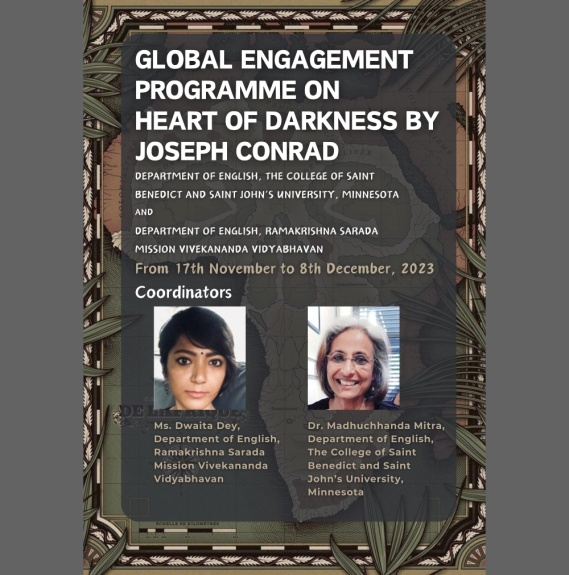 GLOBAL ENGAGEMENT
PROGRAMME ON
HEART OF DARKNESS BY
JOSEPH CONRAD
DEPARTMENT OF ENGLISH, THE COLLEGE OF SAINT
BENEDICT AND SAINT JOHN'S UNIVERSITY, MINNESOTA
AND
DEPARTMENT OF ENGLISH, RAMAKRISHNA SARADA
MISSION VIVEKANANDA VIDYABHAVAN
From 17th November to 8th December, 2023
Coordinators
Ms. Dwaita Dey,
Department of English,
Ramakrishna Sarada
Mission Vivekananda
Vidyabhavan
Dr. Madhuchhanda Mitra,
Department of English,
The College of Saint
Benedict and Saint
John's University,
Minnesota